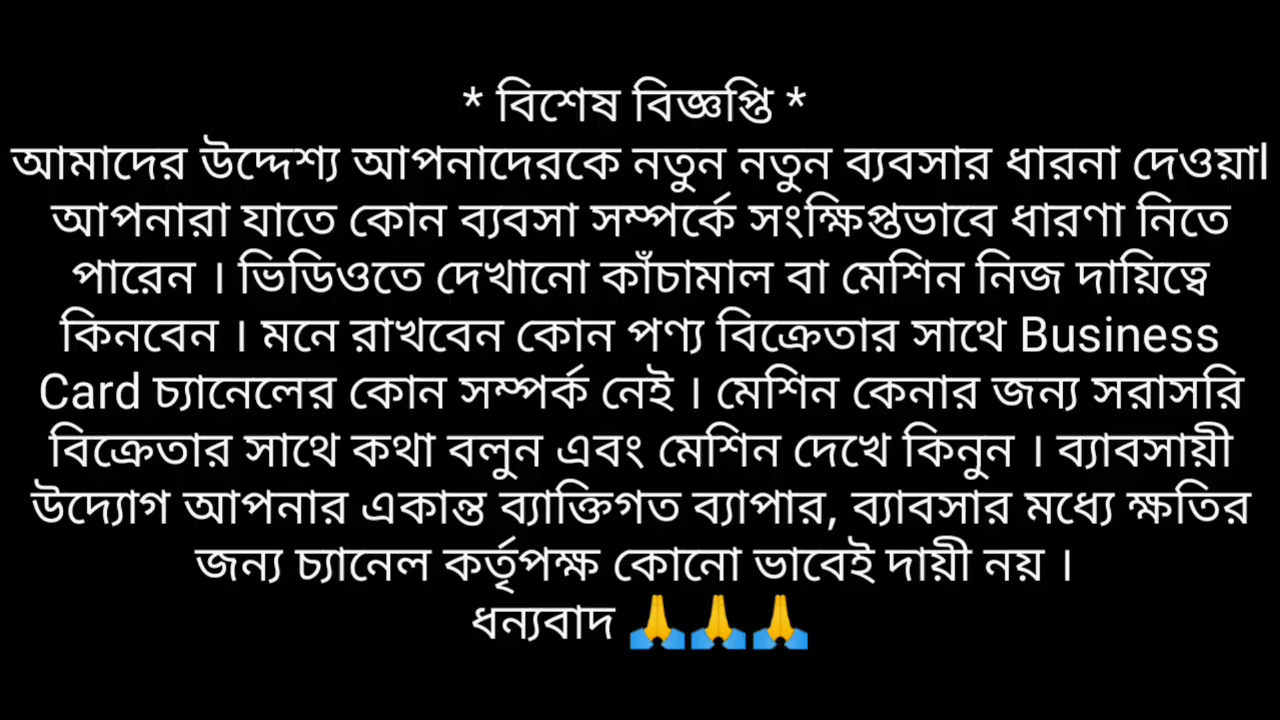 * বিশেষ বিজ্ঞপ্তি *
আমাদের উদ্দেশ্য আপনাদেরকে নতুন নতুন ব্যবসার ধারনা দেওয়া৷
আপনারা যাতে কোন ব্যবসা সম্পর্কে সংক্ষিপ্তভাবে ধারণা নিতে
পারেন । ভিডিওতে দেখানো কাঁচামাল বা মেশিন নিজ দায়িত্বে
কিনবেন । মনে রাখবেন কোন পণ্য বিক্রেতার সাথে Business
Card চ্যানেলের কোন সম্পর্ক নেই । মেশিন কেনার জন্য সরাসরি
বিক্রেতার সাথে কথা বলুন এবং মেশিন দেখে কিনুন । ব্যাবসায়ী
উদ্যোগ আপনার একান্ত ব্যাক্তিগত ব্যাপার, ব্যাবসার মধ্যে ক্ষতির
জন্য চ্যানেল কর্তৃপক্ষ কোনো ভাবেই দায়ী নয় ।
ধন্যবাদ 🙏🙏🙏